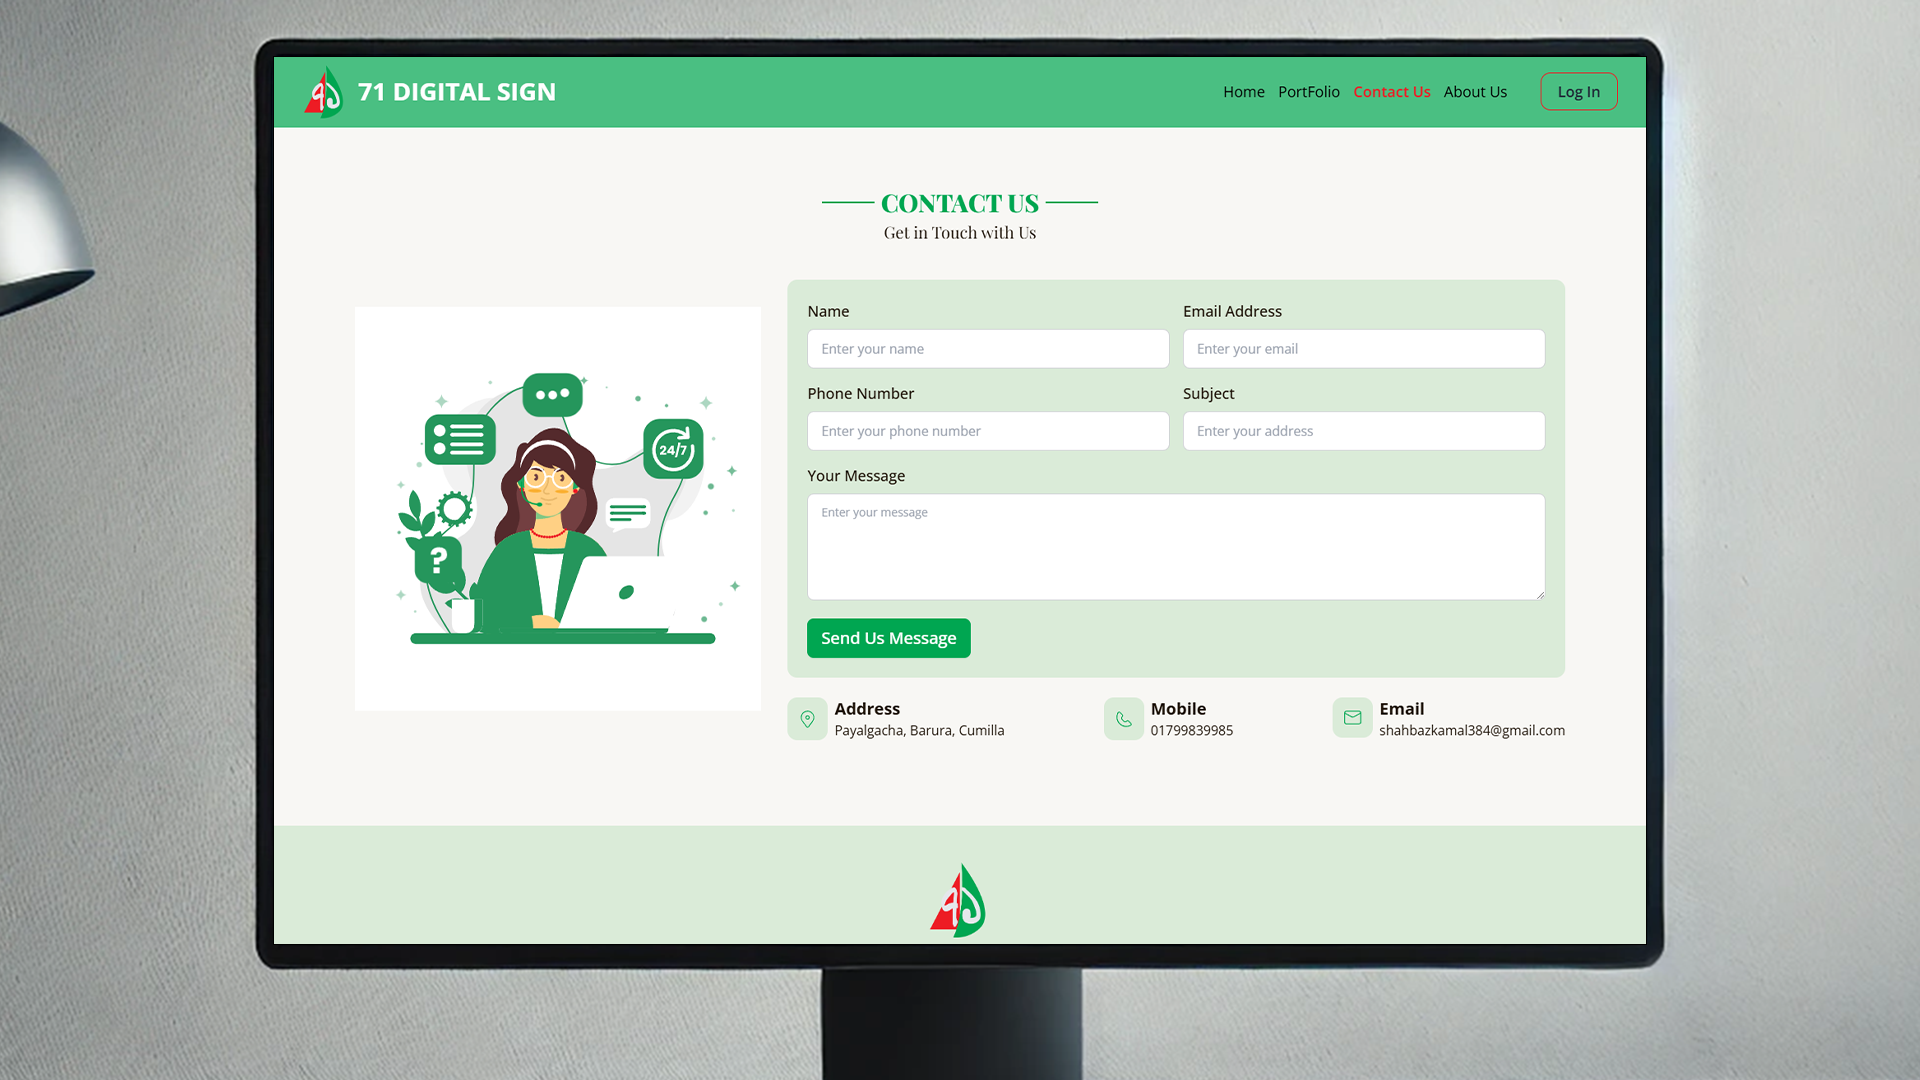 71 DIGITAL SIGN
Home PortFolio Contact Us About Us Log In
CONTACT US
Get in Touch with Us
Name
Enter your name
Email Address
Enter your email
Phone Number
Enter your phone number
Subject
Enter your address
Your Message
Enter your message
Send Us Message
24/7
?
Address
Payalgacha, Barura, Cumilla
Mobile
01799839985
Email
shahbazkamal384@gmail.com